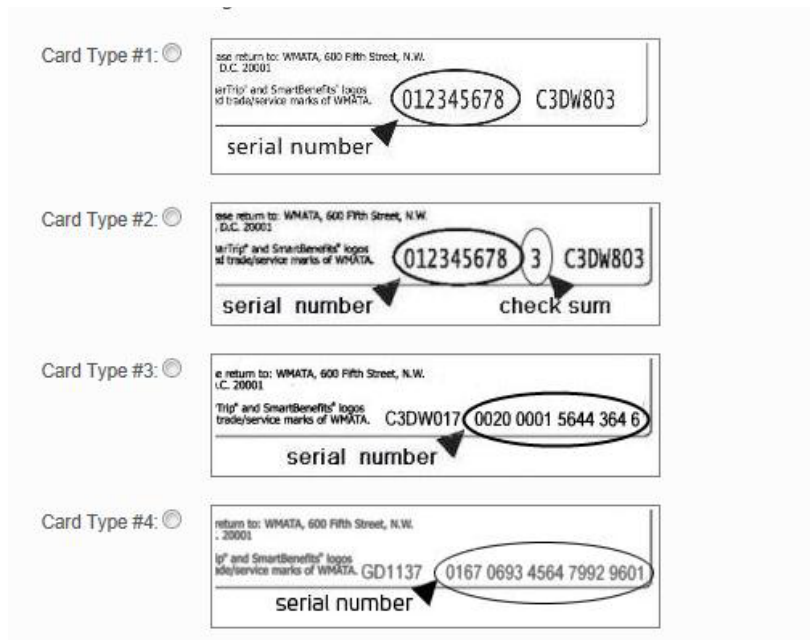 Card Type #1:
ase return to: WMATA, 600 Fifth Street, N.W.
D.C. 20001
arTrip® and SmartBenefits® logos
d trade/service marks of WMATA.
012345678 C3DW803
serial number
Card Type #2:
ase return to: WMATA, 600 Fifth Street, N.W.
, D.C. 20001
arTrip® and SmartBenefits® logos
d trade/service marks of WMATA.
012345678 3 C3DW803
serial number check sum
Card Type #3:
e return to: WMATA, 600 Fifth Street, N.W.
.C. 20001
Trip® and SmartBenefits® logos
trade/service marks of WMATA.
C3DW017 0020 0001 5644 364 6
serial number
Card Type #4:
return to: WMATA, 600 Fifth Street, N.W.
. 20001
ip® and SmartBenefits® logos
ade/service marks of WMATA.
GD1137 0167 0693 4564 7992 9601
serial number